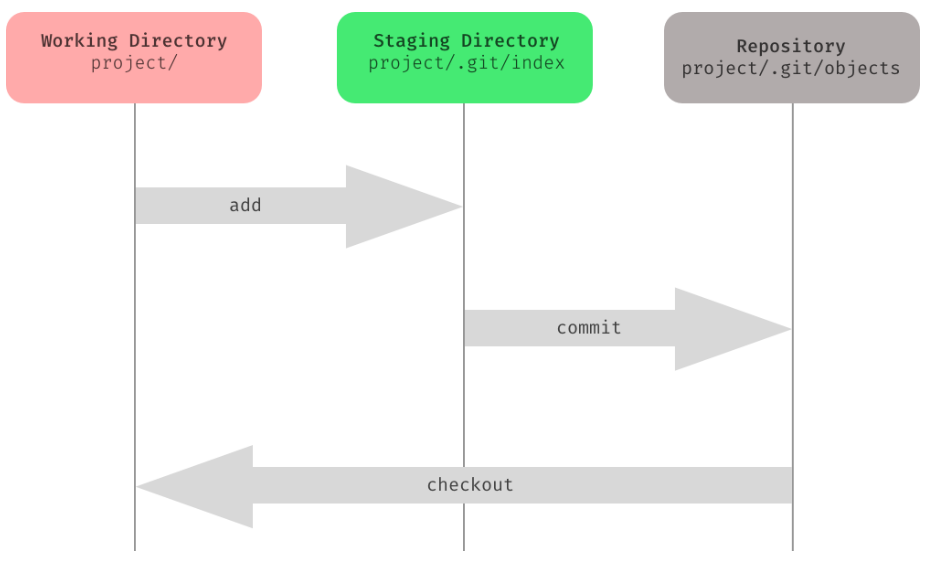 Working Directory
project/
Staging Directory
project/.git/index
Repository
project/.git/objects
add
commit
checkout